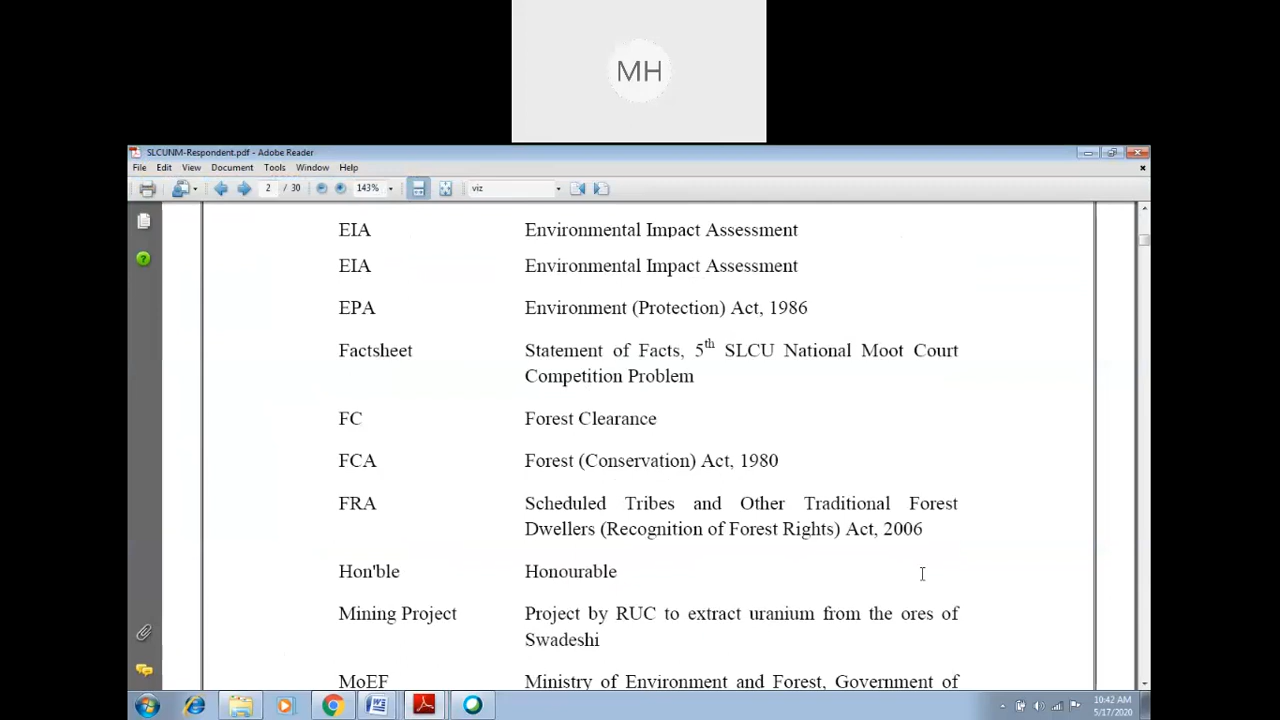 MH
SLCUNM-Respondent.pdf - Adobe Reader
File Edit View Document Tools Window Help
2 / 30 143% viz
EIA Environmental Impact Assessment
EIA Environmental Impact Assessment
EPA Environment (Protection) Act, 1986
Factsheet Statement of Facts, 5th SLCU National Moot Court
Competition Problem
FC Forest Clearance
FCA Forest (Conservation) Act, 1980
FRA Scheduled Tribes and Other Traditional Forest
Dwellers (Recognition of Forest Rights) Act, 2006
Hon'ble Honourable
Mining Project Project by RUC to extract uranium from the ores of
Swadeshi
MoEF Ministry of Environment and Forest, Government of
10:42 AM
5/17/2020